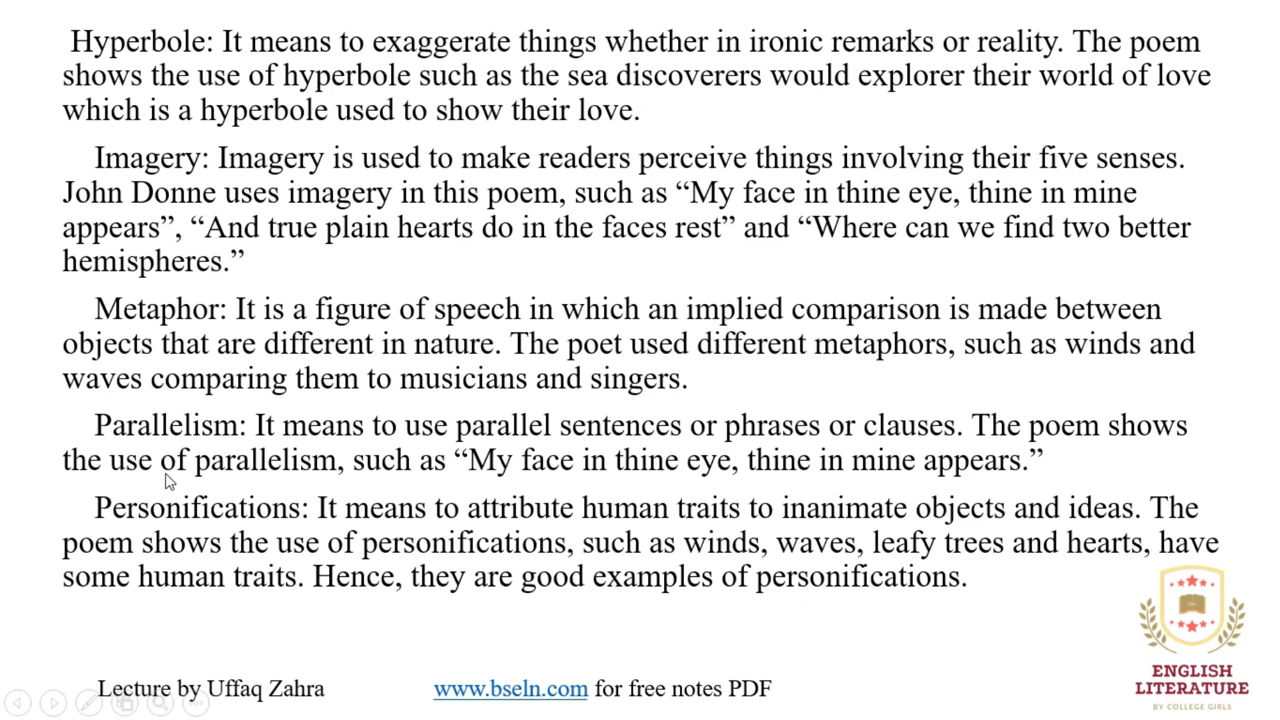 Hyperbole: It means to exaggerate things whether in ironic remarks or reality. The poem
shows the use of hyperbole such as the sea discoverers would explorer their world of love
which is a hyperbole used to show their love.
Imagery: Imagery is used to make readers perceive things involving their five senses.
John Donne uses imagery in this poem, such as “My face in thine eye, thine in mine
appears”, “And true plain hearts do in the faces rest” and “Where can we find two better
hemispheres.”
Metaphor: It is a figure of speech in which an implied comparison is made between
objects that are different in nature. The poet used different metaphors, such as winds and
waves comparing them to musicians and singers.
Parallelism: It means to use parallel sentences or phrases or clauses. The poem shows
the use of parallelism, such as “My face in thine eye, thine in mine appears.”
Personifications: It means to attribute human traits to inanimate objects and ideas. The
poem shows the use of personifications, such as winds, waves, leafy trees and hearts, have
some human traits. Hence, they are good examples of personifications.
Lecture by Uffaq Zahra
www.bseln.com for free notes PDF
ENGLISH
LITERATURE
BY COLLEGE GIRLS